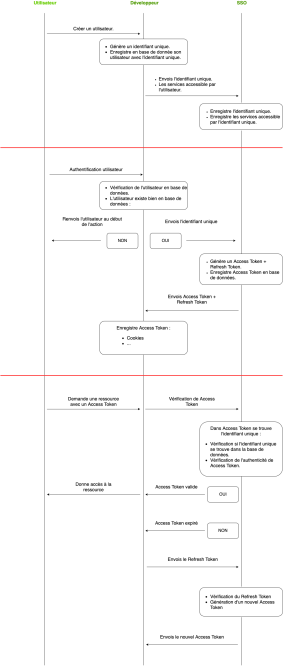 Utilisateur Développeur SSO
Créer un utilisateur.
• Génère un identifiant unique.
• Enregistre en base de donnée son
utilisateur avec l'identifiant unique.
• Envois l'identifiant unique.
• Les services accessible par
l'utilisateur.
• Enregistre l'identifiant unique.
• Enregistre les services accessible
par l'identifiant unique.
Authentification utilisateur
• Vérification de l'utilisateur en base de
données.
• L'utilisateur existe bien en base de
données :
Renvois l'utilisateur au début
de l'action
NON
OUI
Envois l'identifiant unique
• Génère un Access Token +
Refresh Token.
• Enregistre Access Token en base
de données.
Envois Access Token +
Refresh Token
Enregistre Access Token :
• Cookies
• ...
Demande une ressource
avec un Access Token
Vérification de Access
Token
Dans Access Token se trouve
l'identifiant unique :
• Vérification si l'identifiant unique
se trouve dans la base de
données.
• Vérification de l'authenticité de
Access Token.
Donne accès à la
ressource
Access Token valide
OUI
Access Token expiré
NON
Envois le Refresh Token
• Vérification du Refresh Token
• Génération d'un nouvel Access
Token
Envois le nouvel Access Token